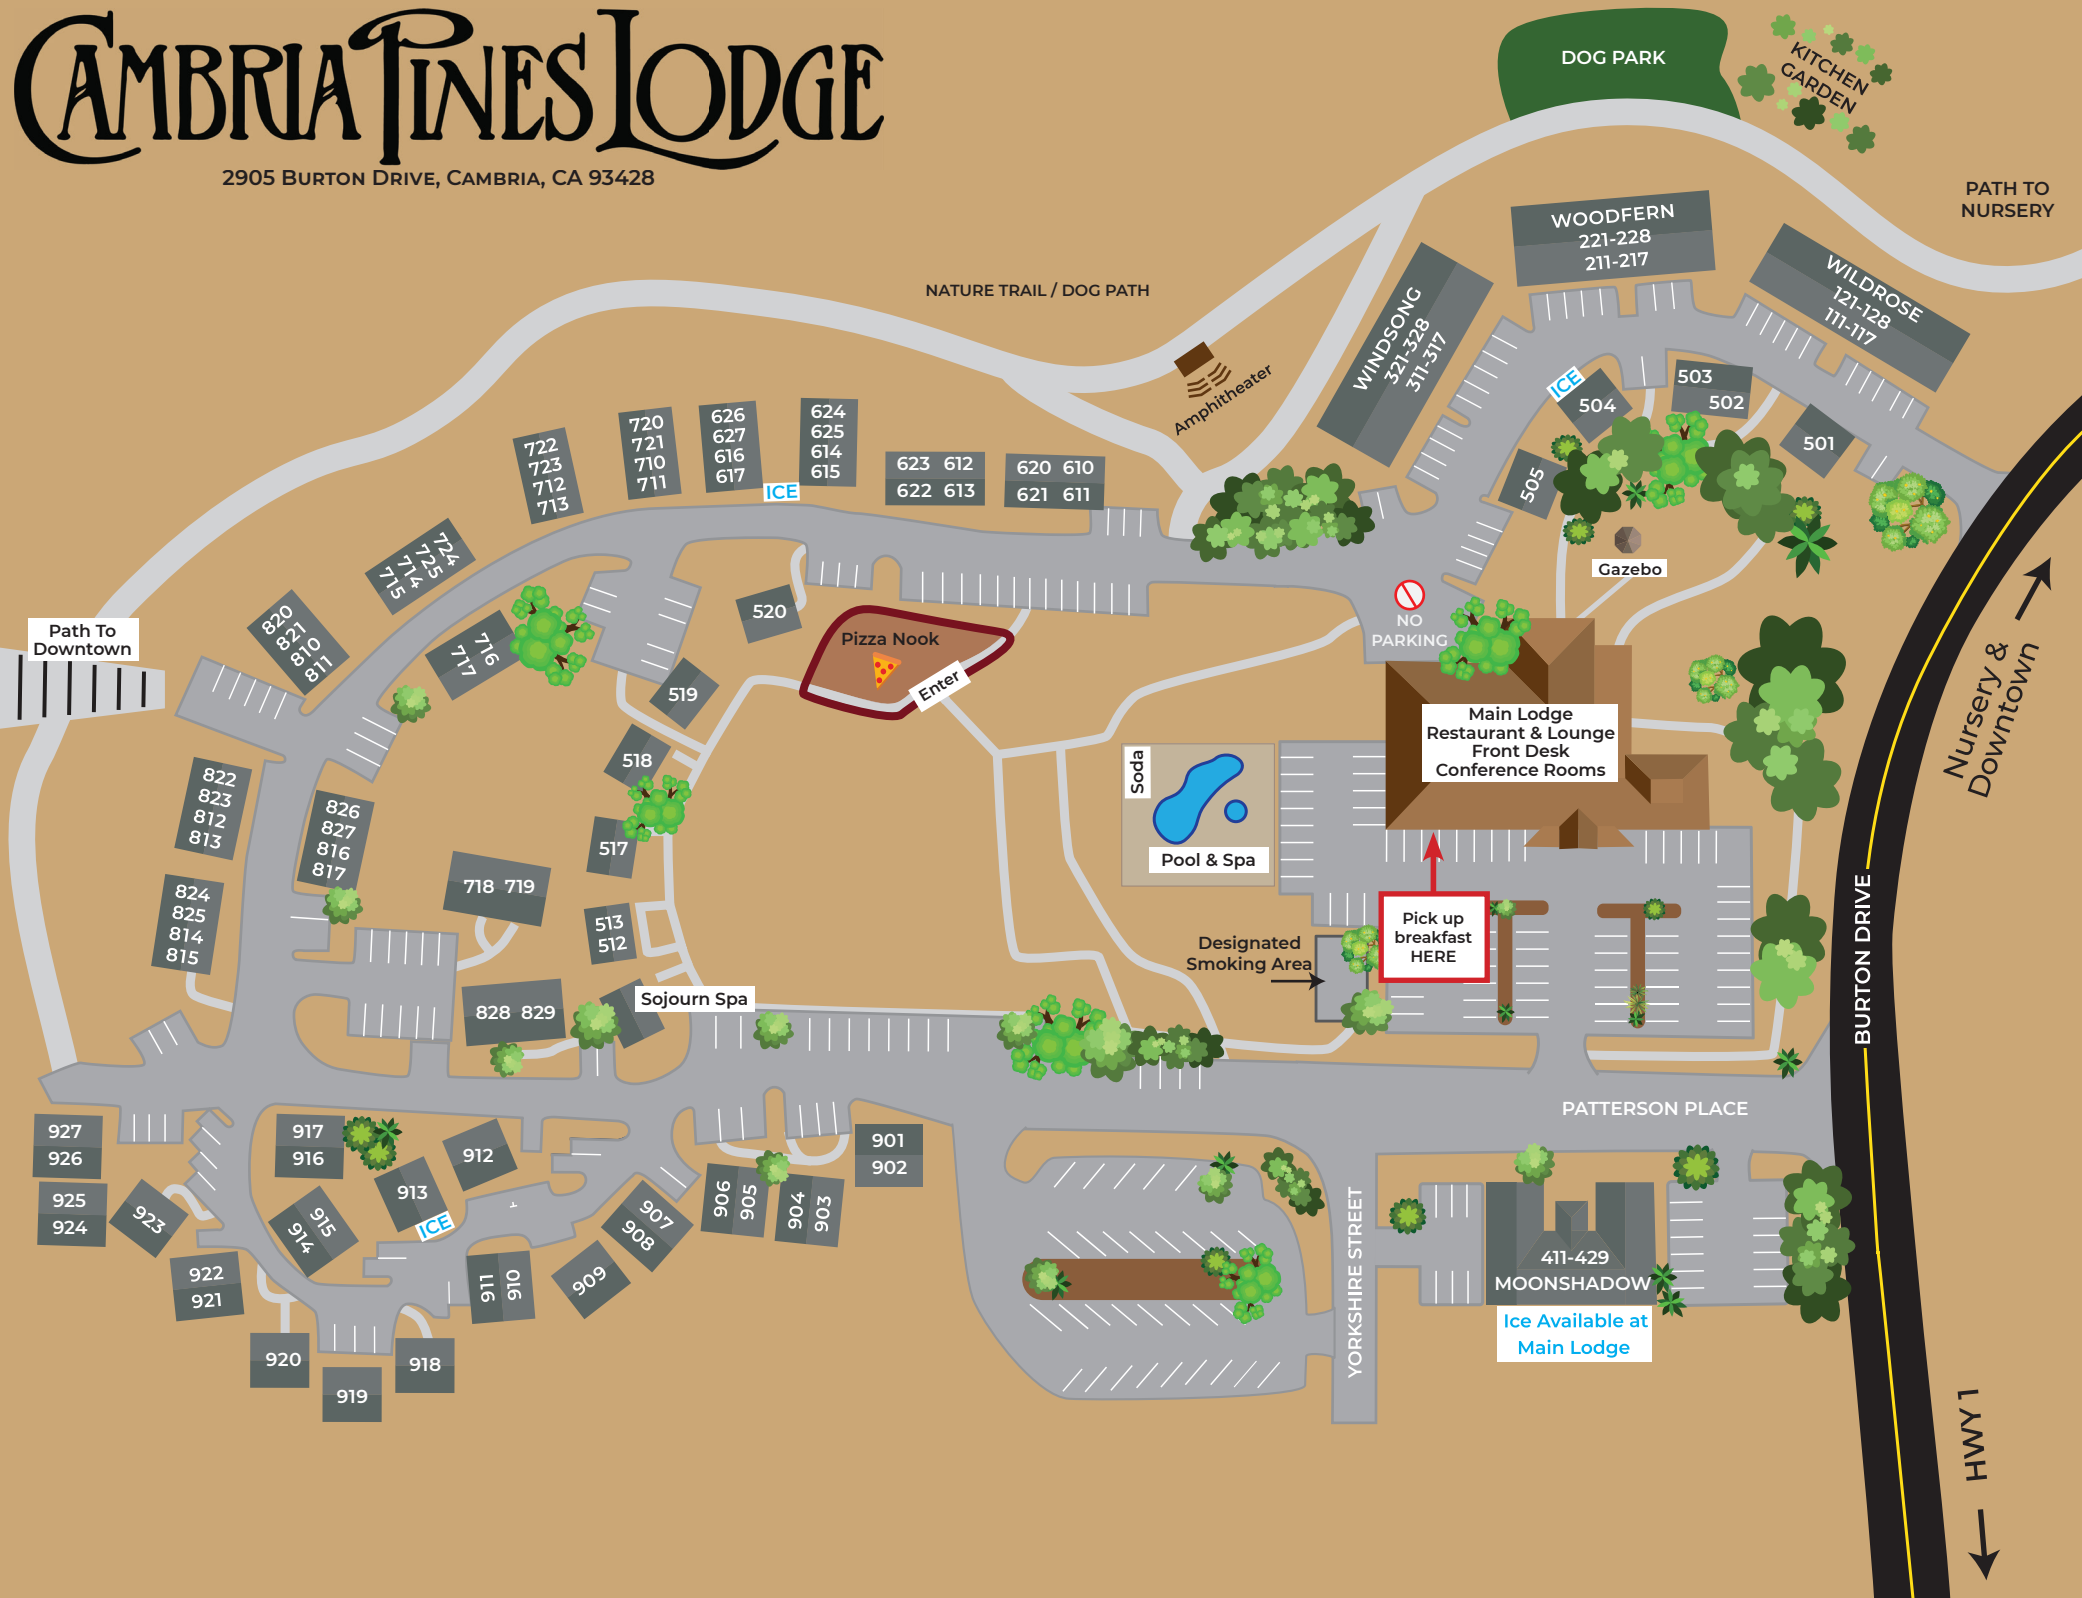 CAMBRIA PINES LODGE
2905 BURTON DRIVE, CAMBRIA, CA 93428
DOG PARK
KITCHEN
GARDEN
PATH TO
NURSERY
WOODFERN
221-228
211-217
WILDROSE
121-128
111-117
WINDSONG
321-328
311-317
NATURE TRAIL / DOG PATH
Amphitheater
ICE
504
503
502
501
505
Gazebo
722
723
712
713
720
721
710
711
626
627
616
617
ICE
624
625
614
615
623 612
622 613
620 610
621 611
724
725
714
715
820
821
810
811
716
717
Path To
Downtown
520
519
518
517
513
512
Pizza Nook
Enter
NO
PARKING
Main Lodge
Restaurant & Lounge
Front Desk
Conference Rooms
Soda
Pool & Spa
Nursery &
Downtown
822
823
812
813
826
827
816
817
824
825
814
815
718 719
828 829
Sojourn Spa
Designated
Smoking Area
Pick up
breakfast
HERE
BURTON DRIVE
PATTERSON PLACE
927
926
925
924
923
922
921
920
919
918
917
916
915
914
913
ICE
912
911
910
909
907
908
906
905
904
903
901
902
YORKSHIRE STREET
411-429
MOONSHADOW
Ice Available at
Main Lodge
HWY 1